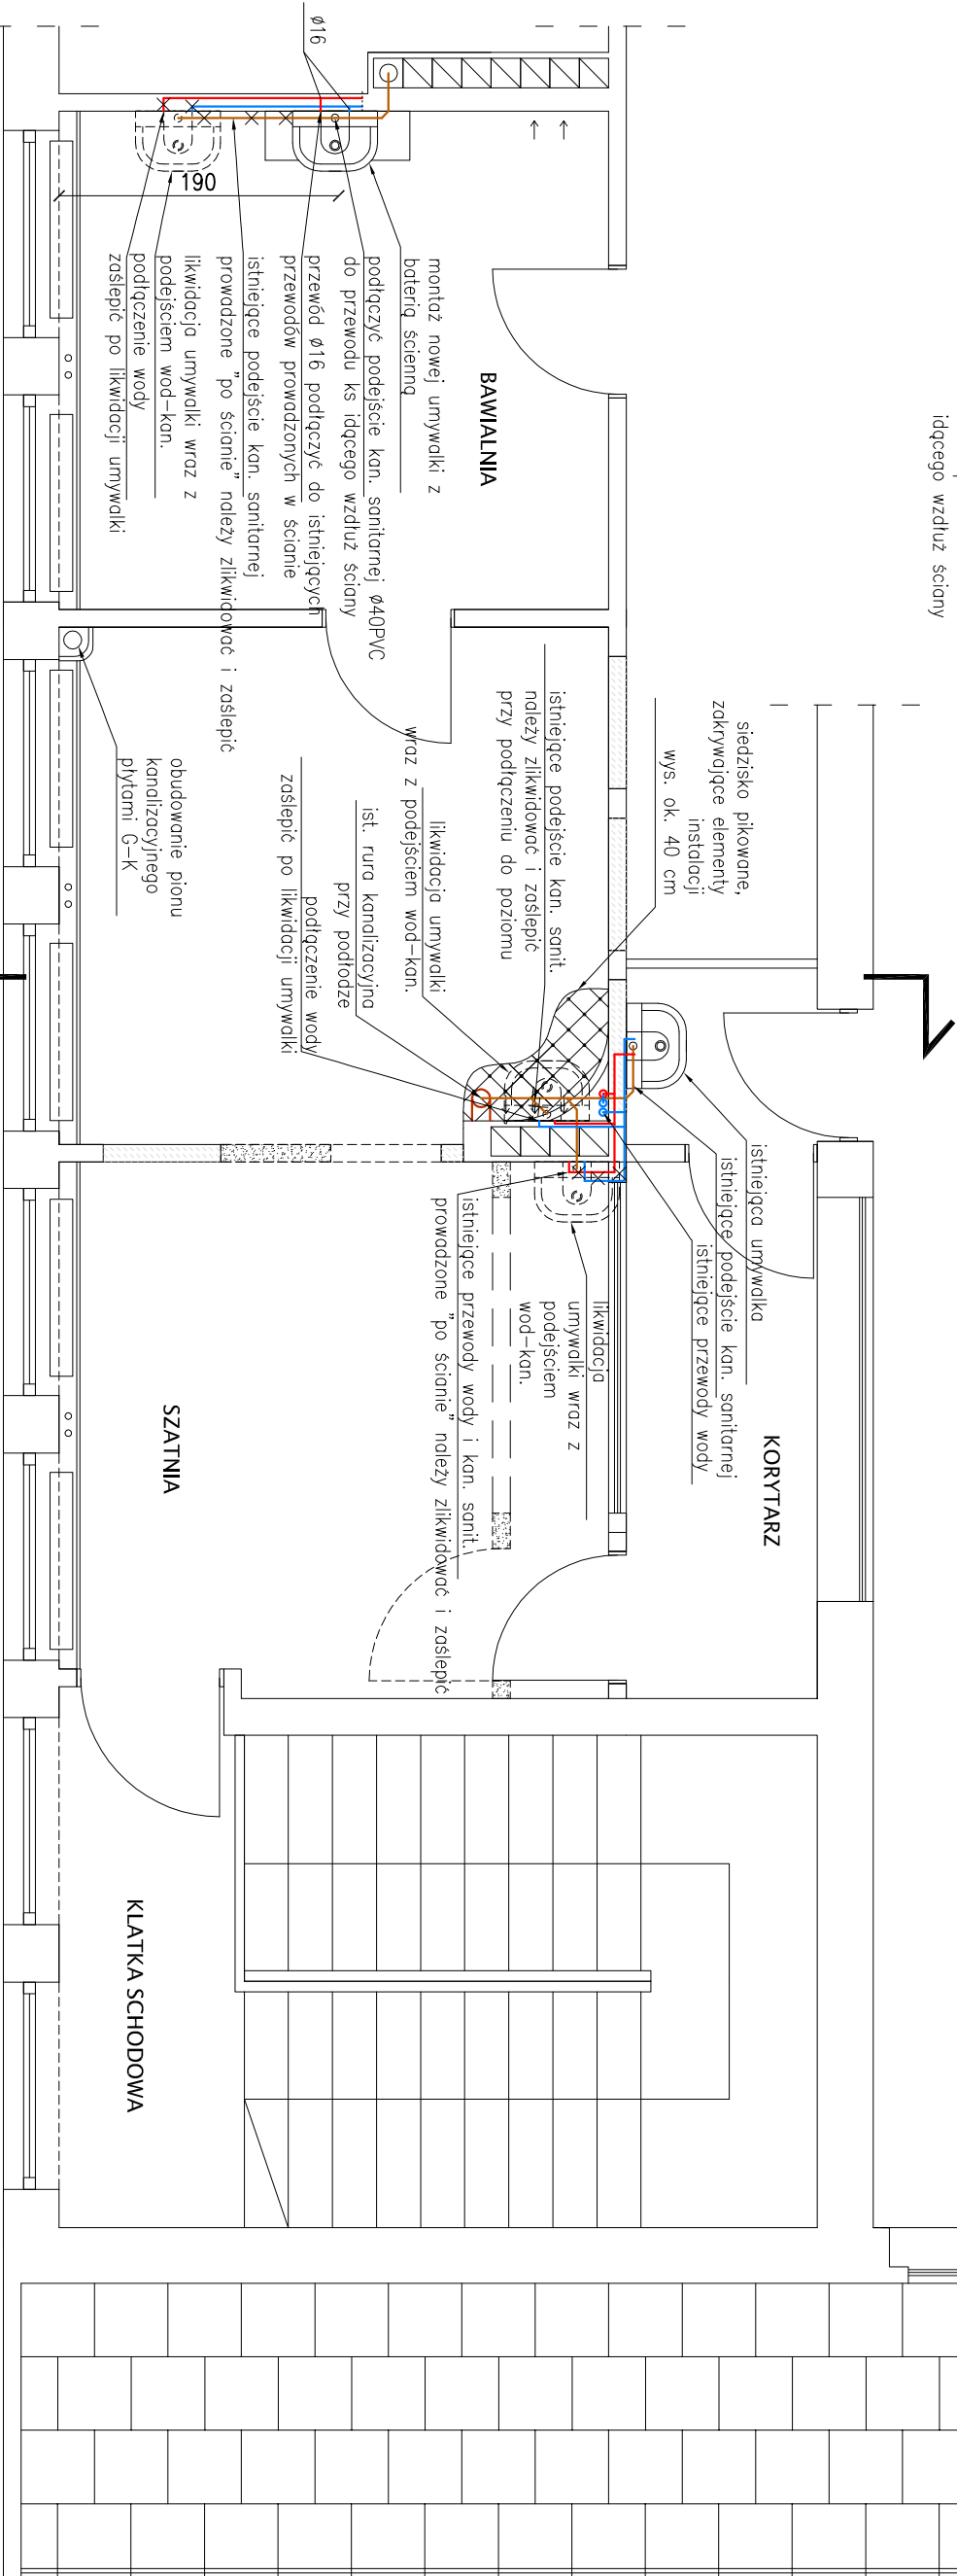 idącego wzdłuż ściany
ø16
190
BAWIALNIA
montaż nowej umywalki z
baterią ścienną
podłączyć podejście kan. sanitarnej ø40PVC
do przewodu ks idącego wzdłuż ściany
przewód ø16 podłączyć do istniejących
przewodów prowadzonych w ścianie
istniejące podejście kan. sanitarnej
prowadzone "po ścianie" należy zlikwidować i zaślepić
likwidacja umywalki wraz z
podejściem wod-kan.
podłączenie wody
zaślepić po likwidacji umywalki
siedzisko pikowane,
zakrywające elementy
instalacji
wys. ok. 40 cm
istniejące podejście kan. sanit.
należy zlikwidować i zaślepić
przy podłączeniu do poziomu
likwidacja umywalki
wraz z podejściem wod-kan.
ist. rura kanalizacyjna
przy podłodze
podłączenie wody
zaślepić po likwidacji umywalki
obudowanie pionu
kanalizacyjnego
płytami G-K
istniejąca umywalka
istniejące podejście kan. sanitarnej
istniejące przewody wody
KORYTARZ
likwidacja
umywalki wraz z
podejściem
wod-kan.
istniejące przewody wody i kan. sanit.
prowadzone "po ścianie" należy zlikwidować i zaślepić
SZATNIA
KLATKA SCHODOWA